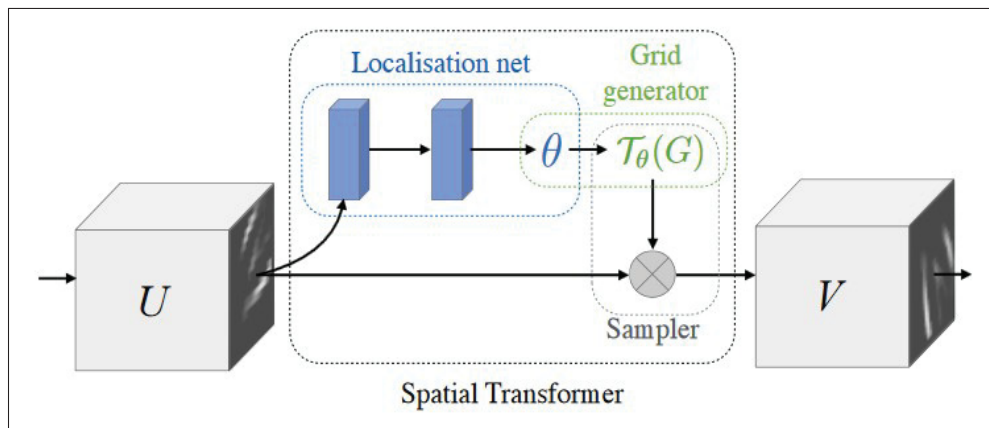 Localisation net
Grid
generator
θ
𝒯θ(G)
U
V
Sampler
Spatial Transformer